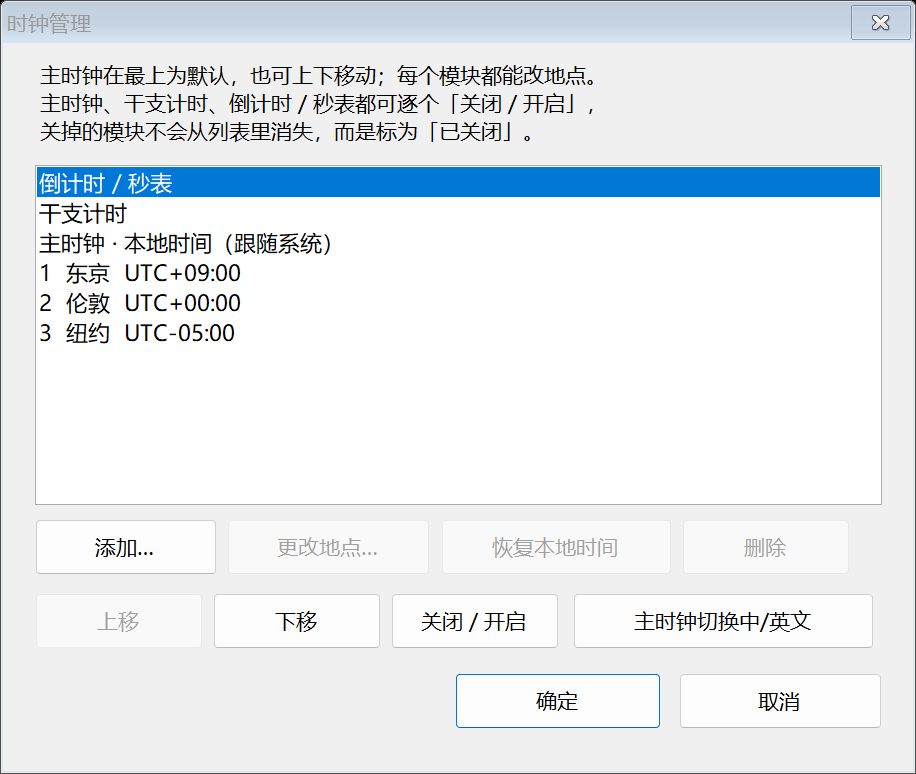 时钟管理
主时钟在最上为默认，也可上下移动；每个模块都能改地点。
主时钟、干支计时、倒计时 / 秒表都可逐个「关闭 / 开启」，
关掉的模块不会从列表里消失，而是标为「已关闭」。
倒计时 / 秒表
干支计时
主时钟 · 本地时间（跟随系统）
1 东京 UTC+09:00
2 伦敦 UTC+00:00
3 纽约 UTC-05:00
添加... 更改地点... 恢复本地时间 删除
上移 下移 关闭 / 开启 主时钟切换中/英文
确定 取消